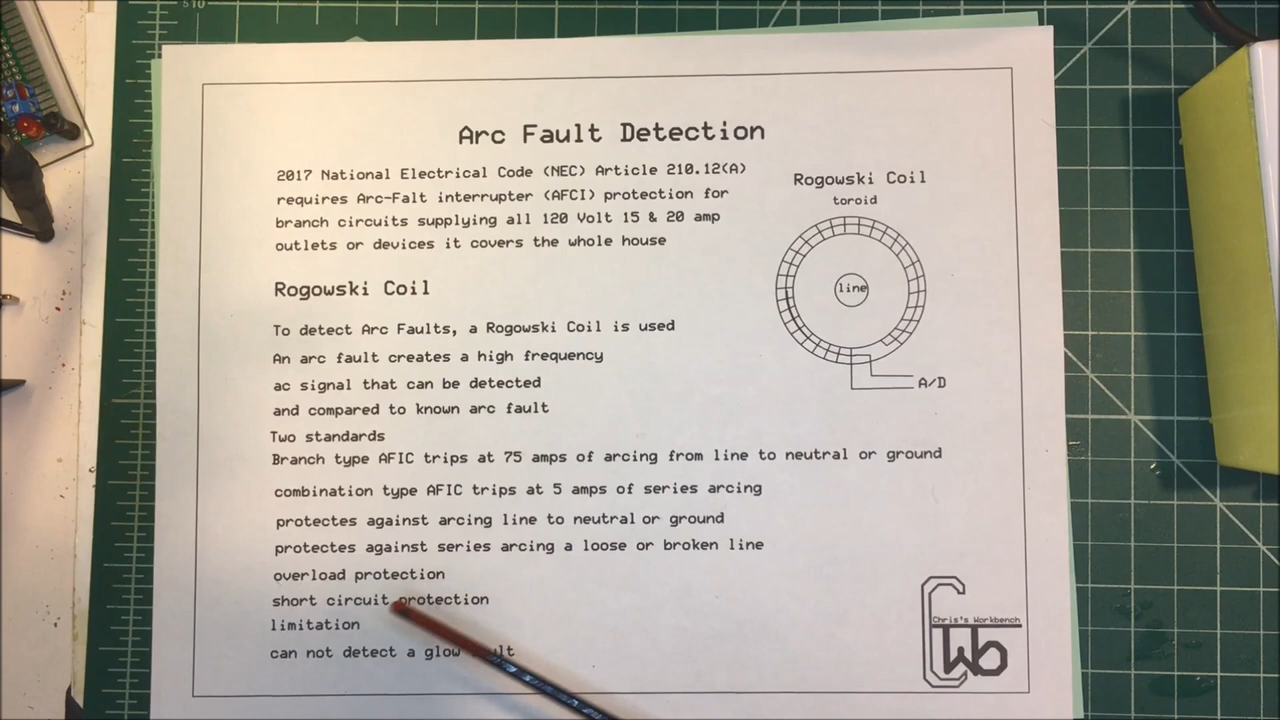 510
Arc Fault Detection
2017 National Electrical Code (NEC) Article 210.12(A)
requires Arc-Falt interrupter (AFCI) protection for
branch circuits supplying all 120 Volt 15 & 20 amp
outlets or devices it covers the whole house
Rogowski Coil
toroid
line
A/D
Rogowski Coil
To detect Arc Faults, a Rogowski Coil is used
An arc fault creates a high frequency
ac signal that can be detected
and compared to known arc fault
Two standards
Branch type AFIC trips at 75 amps of arcing from line to neutral or ground
combination type AFIC trips at 5 amps of series arcing
protectes against arcing line to neutral or ground
protectes against series arcing a loose or broken line
overload protection
short circuit protection
limitation
can not detect a glow
Chris's Workbench
CWb